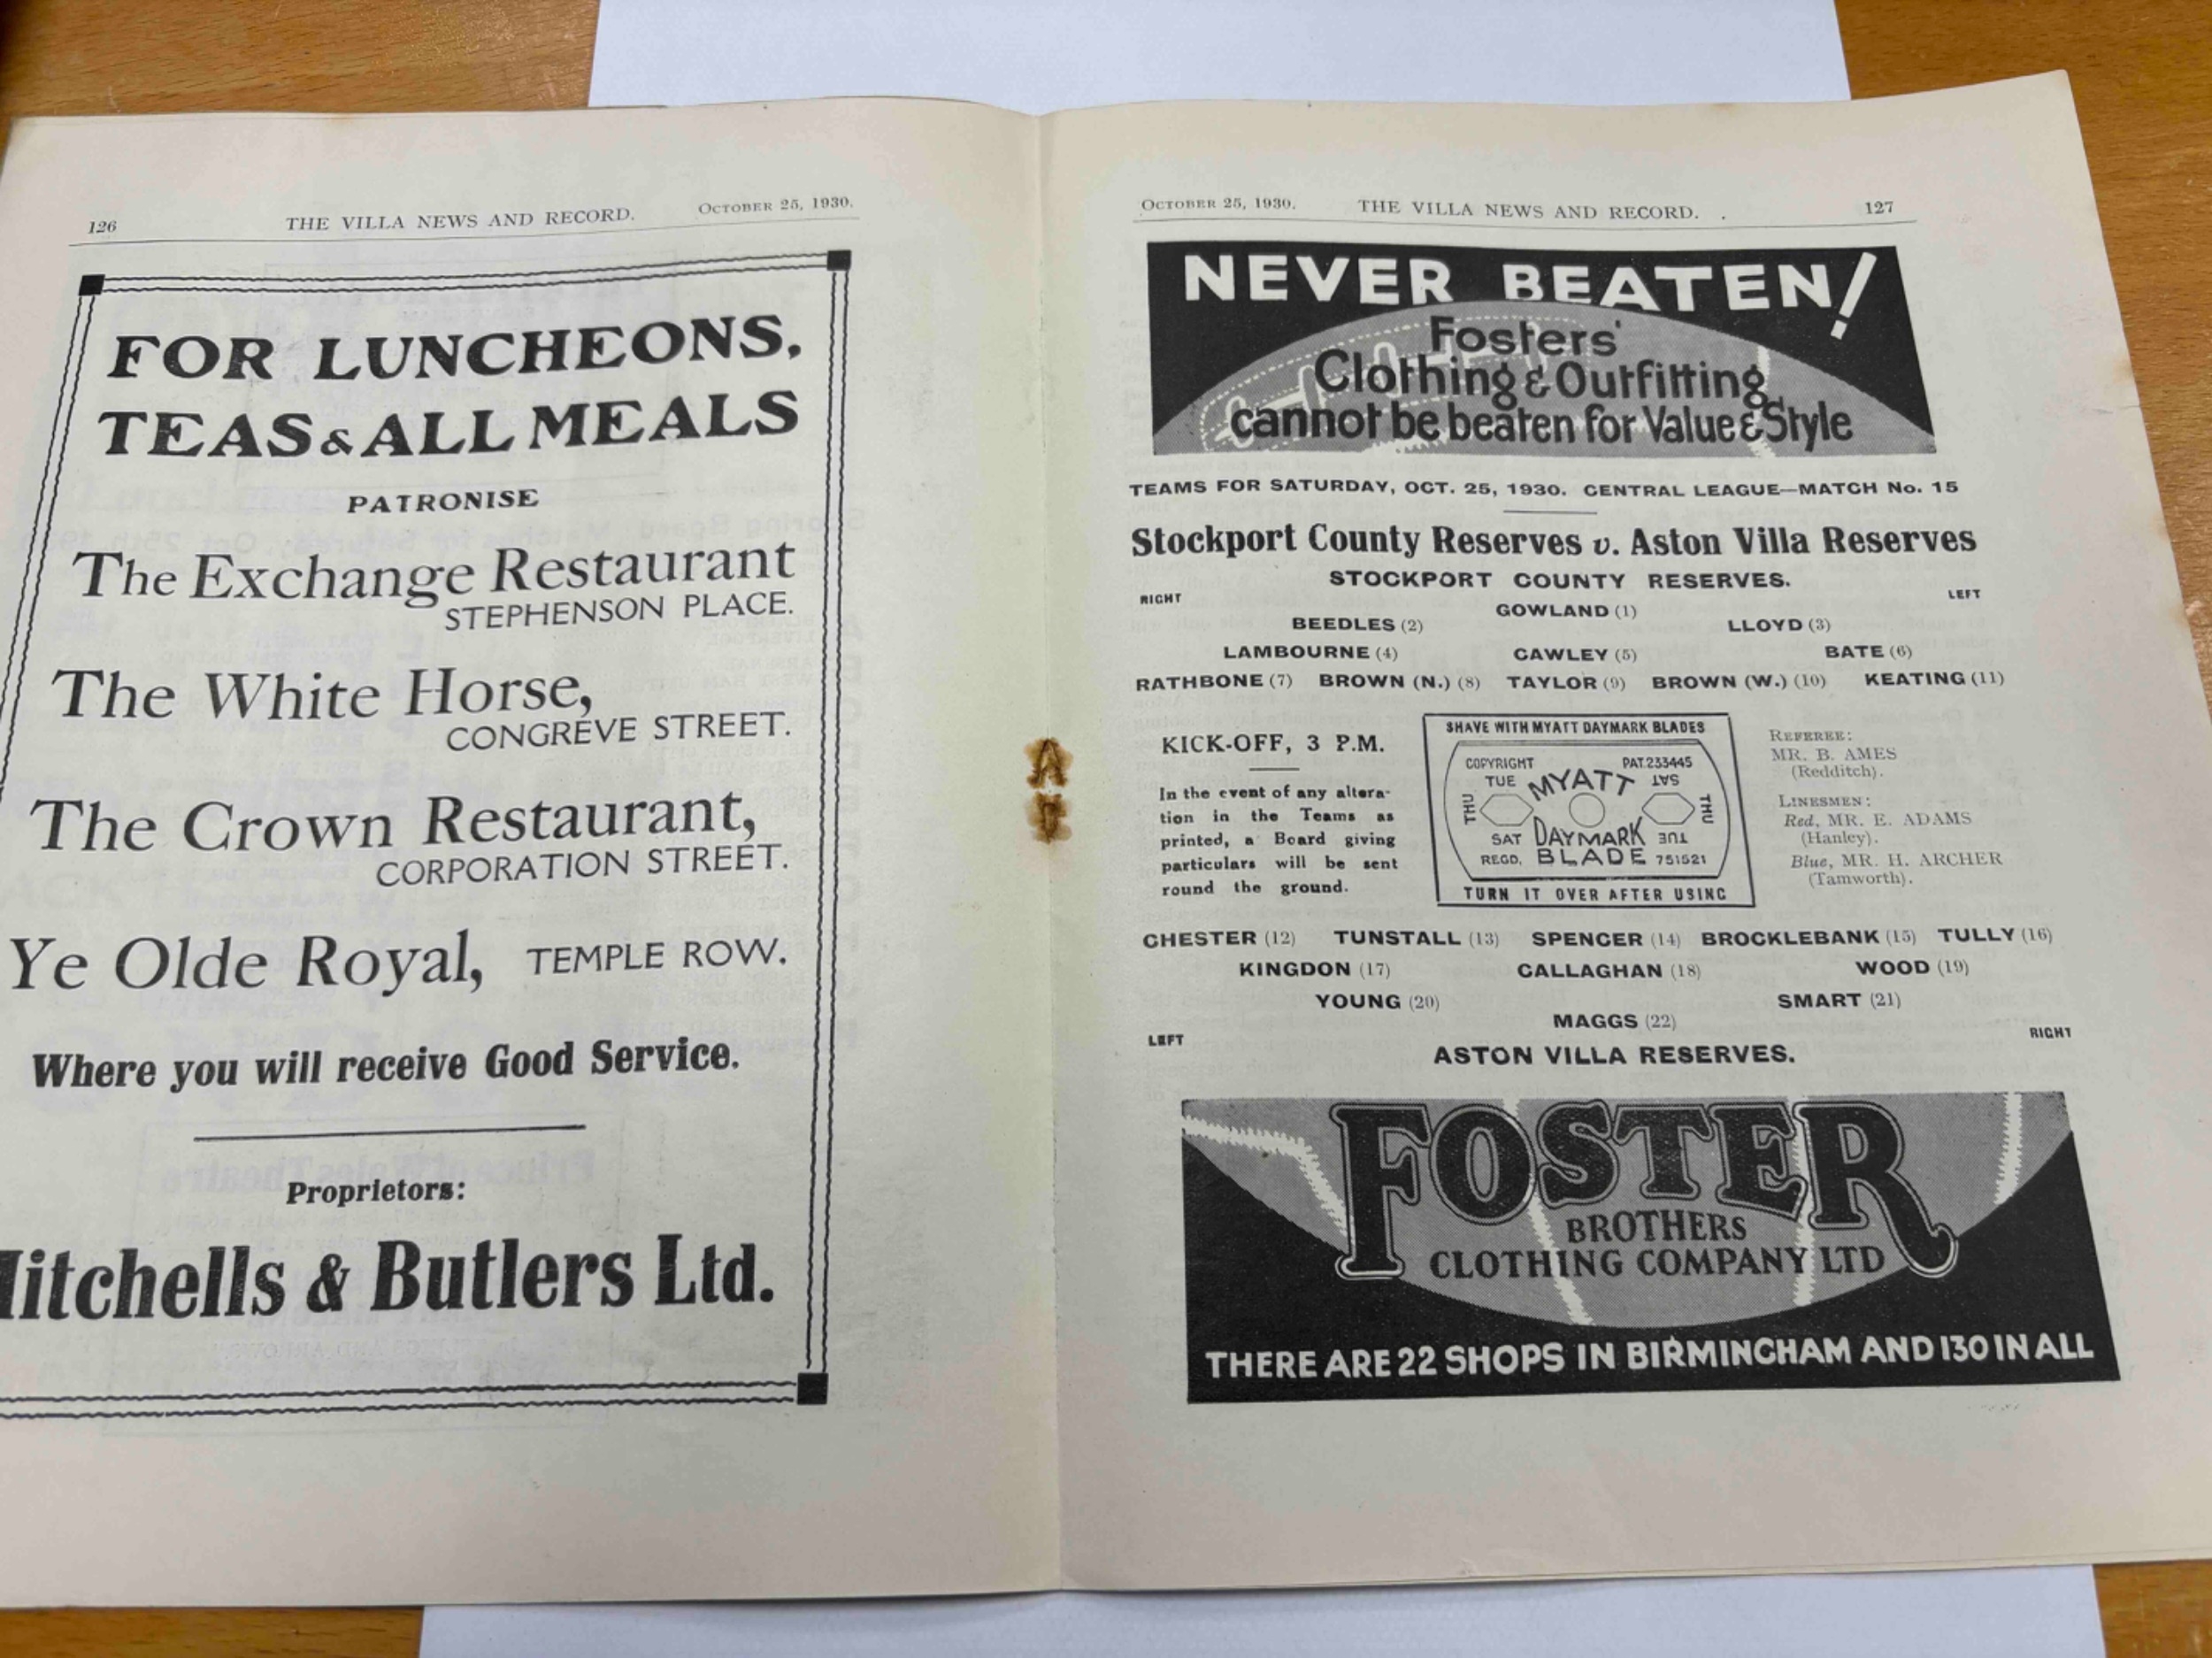 126 THE VILLA NEWS AND RECORD. OCTOBER 25, 1930.
FOR LUNCHEONS,
TEAS & ALL MEALS
PATRONISE
The Exchange Restaurant
STEPHENSON PLACE.
The White Horse,
CONGREVE STREET.
The Crown Restaurant,
CORPORATION STREET.
Ye Olde Royal, TEMPLE ROW.
Where you will receive Good Service.
Proprietors:
itchells & Butlers Ltd.
OCTOBER 25, 1930. THE VILLA NEWS AND RECORD. 127
NEVER BEATEN!
Fosters'
Clothing & Outfitting
cannot be beaten for Value & Style
TEAMS FOR SATURDAY, OCT. 25, 1930. CENTRAL LEAGUE—MATCH No. 15
Stockport County Reserves v. Aston Villa Reserves
STOCKPORT COUNTY RESERVES.
RIGHT LEFT
GOWLAND (1)
BEEDLES (2) LLOYD (3)
LAMBOURNE (4) CAWLEY (5) BATE (6)
RATHBONE (7) BROWN (N.) (8) TAYLOR (9) BROWN (W.) (10) KEATING (11)
KICK-OFF, 3 P.M.
In the event of any altera-
tion in the Teams as
printed, a Board giving
particulars will be sent
round the ground.
SHAVE WITH MYATT DAYMARK BLADES
COPYRIGHT PAT.233445
TUE MYATT SAT
THU THU
SAT DAYMARK TUE
REGD. BLADE 751521
TURN IT OVER AFTER USING
REFEREE:
MR. B. AMES
(Redditch).
LINESMEN:
Red, MR. E. ADAMS
(Hanley).
Blue, MR. H. ARCHER
(Tamworth).
CHESTER (12) TUNSTALL (13) SPENCER (14) BROCKLEBANK (15) TULLY (16)
KINGDON (17) CALLAGHAN (18) WOOD (19)
YOUNG (20) SMART (21)
MAGGS (22)
LEFT RIGHT
ASTON VILLA RESERVES.
FOSTER
BROTHERS
CLOTHING COMPANY LTD
THERE ARE 22 SHOPS IN BIRMINGHAM AND 130 IN ALL